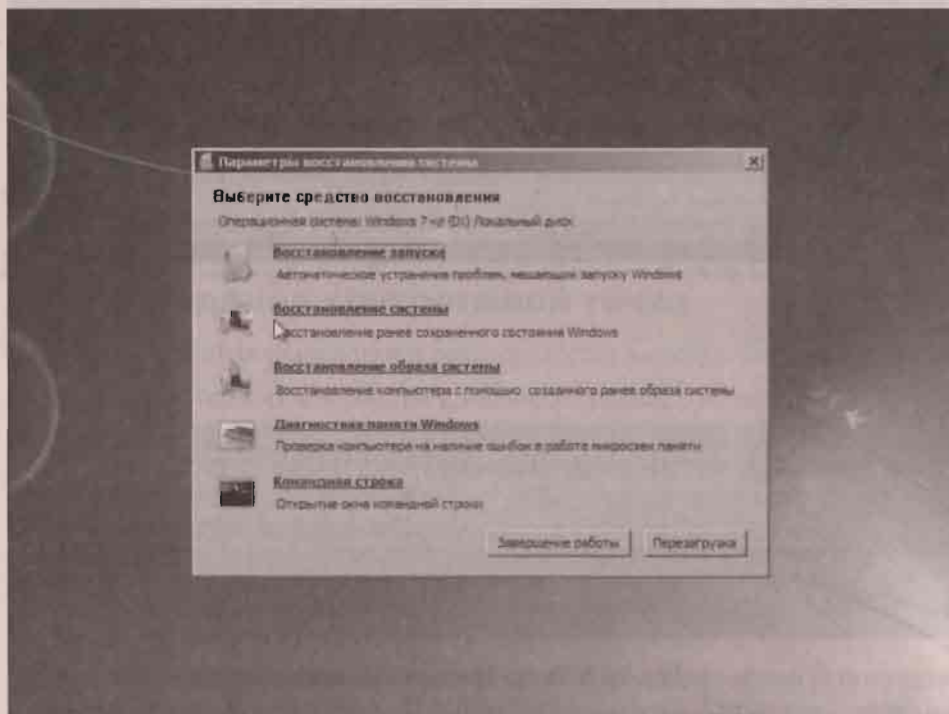 Параметры восстановления системы
Выберите средство восстановления
Операционная система: Windows 7 на (D:) Локальный диск
Восстановление запуска
Автоматическое устранение проблем, мешающих запуску Windows
Восстановление системы
Восстановление ранее сохраненного состояния Windows
Восстановление образа системы
Восстановление компьютера с помощью созданного ранее образа системы
Диагностика памяти Windows
Проверка компьютера на наличие ошибок в работе микросхем памяти
Командная строка
Открытие окна командной строки
Завершение работы
Перезагрузка